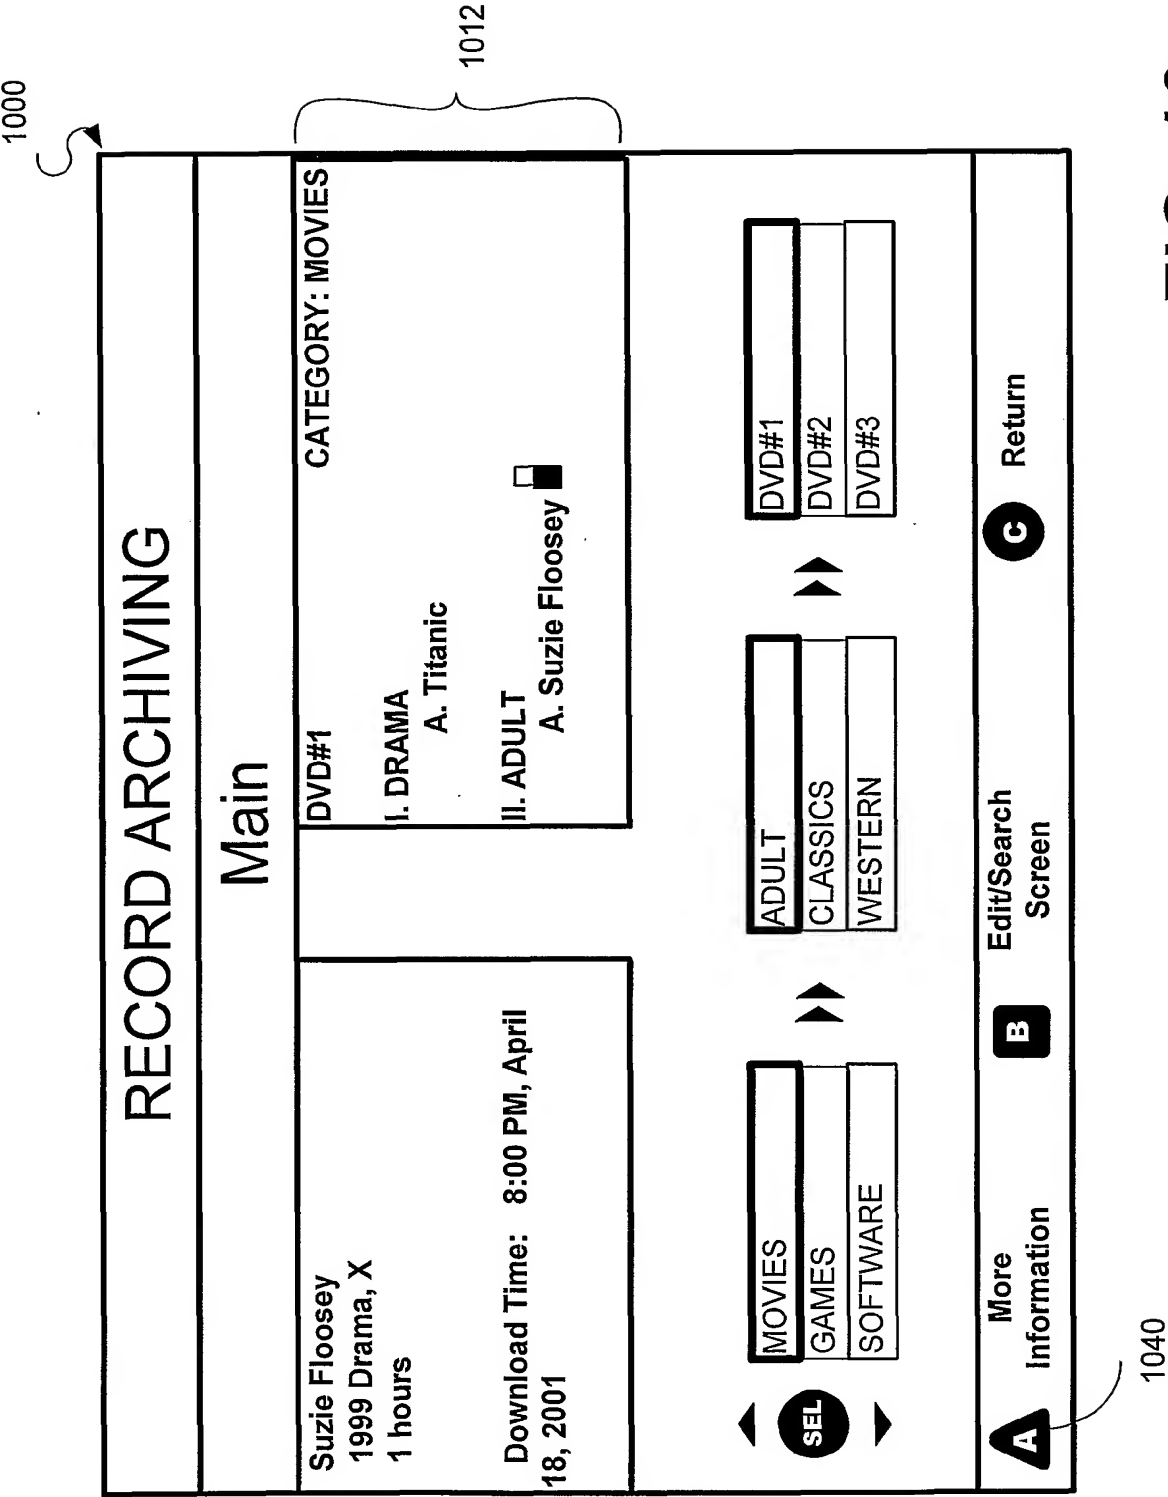 1000
RECORD ARCHIVING
Main
Suzie Floosey
1999 Drama, X
1 hours
Download Time: 8:00 PM, April
18, 2001
DVD#1 CATEGORY: MOVIES
I. DRAMA
A. Titanic
II. ADULT
A. Suzie Floosey
1012
SEL
MOVIES
GAMES
SOFTWARE
ADULT
CLASSICS
WESTERN
DVD#1
DVD#2
DVD#3
A More
Information
B Edit/Search
Screen
C Return
1040